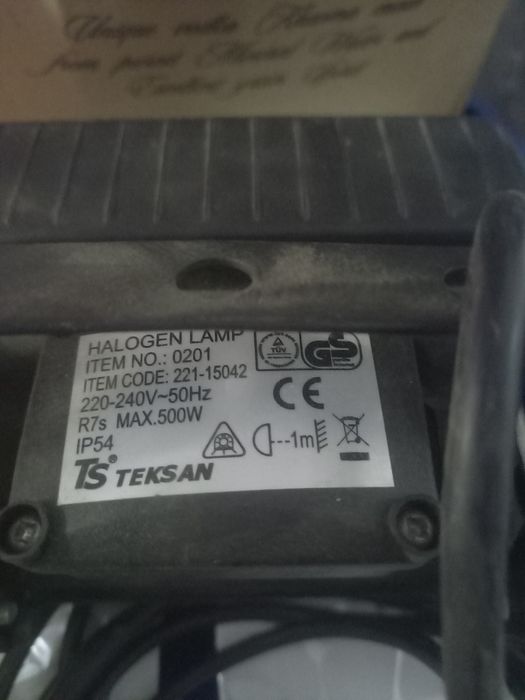 Unique
HALOGEN LAMP
ITEM NO.: 0201
ITEM CODE: 221-15042
220-240V~50Hz
R7s MAX.500W
IP54
TS® TEKSAN
TÜV
GS
CE
1m